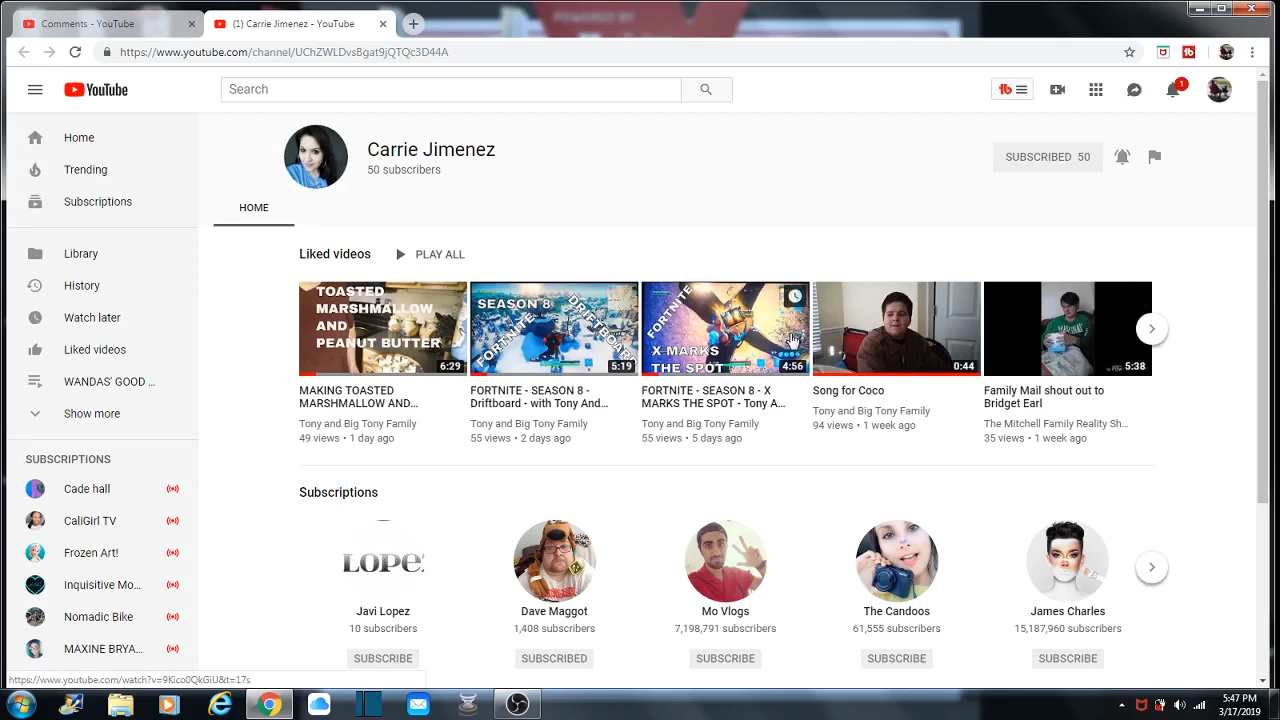 Comments - YouTube
(1) Carrie Jimenez - YouTube
https://www.youtube.com/channel/UChZWLDvsBgat9jQTQc3D44A
YouTube
Search
1
Home
Trending
Subscriptions
Library
History
Watch later
Liked videos
WANDAS' GOOD ...
Show more
SUBSCRIPTIONS
Cade hall
CaliGirl TV
Frozen Art!
Inquisitive Mo...
Nomadic Bike
MAXINE BRYA...
Carrie Jimenez
50 subscribers
SUBSCRIBED 50
HOME
Liked videos
PLAY ALL
TOASTED
MARSHMALLOW
AND
PEANUT BUTTER
6:29
MAKING TOASTED
MARSHMALLOW AND...
Tony and Big Tony Family
49 views • 1 day ago
SEASON 8
FORTNITE
DRIFTBOARD
5:19
FORTNITE - SEASON 8 -
Driftboard - with Tony And...
Tony and Big Tony Family
55 views • 2 days ago
FORTNITE
X MARKS
THE SPOT
4:56
FORTNITE - SEASON 8 - X
MARKS THE SPOT - Tony A...
Tony and Big Tony Family
55 views • 5 days ago
0:44
Song for Coco
Tony and Big Tony Family
94 views • 1 week ago
5:38
Family Mail shout out to
Bridget Earl
The Mitchell Family Reality Sh...
35 views • 1 week ago
Subscriptions
LOPEZ
Javi Lopez
10 subscribers
SUBSCRIBE
Dave Maggot
1,408 subscribers
SUBSCRIBED
Mo Vlogs
7,198,791 subscribers
SUBSCRIBE
The Candoos
61,555 subscribers
SUBSCRIBE
James Charles
15,187,960 subscribers
SUBSCRIBE
https://www.youtube.com/watch?v=9Kico0QkGiU&t=17s
5:47 PM
3/17/2019